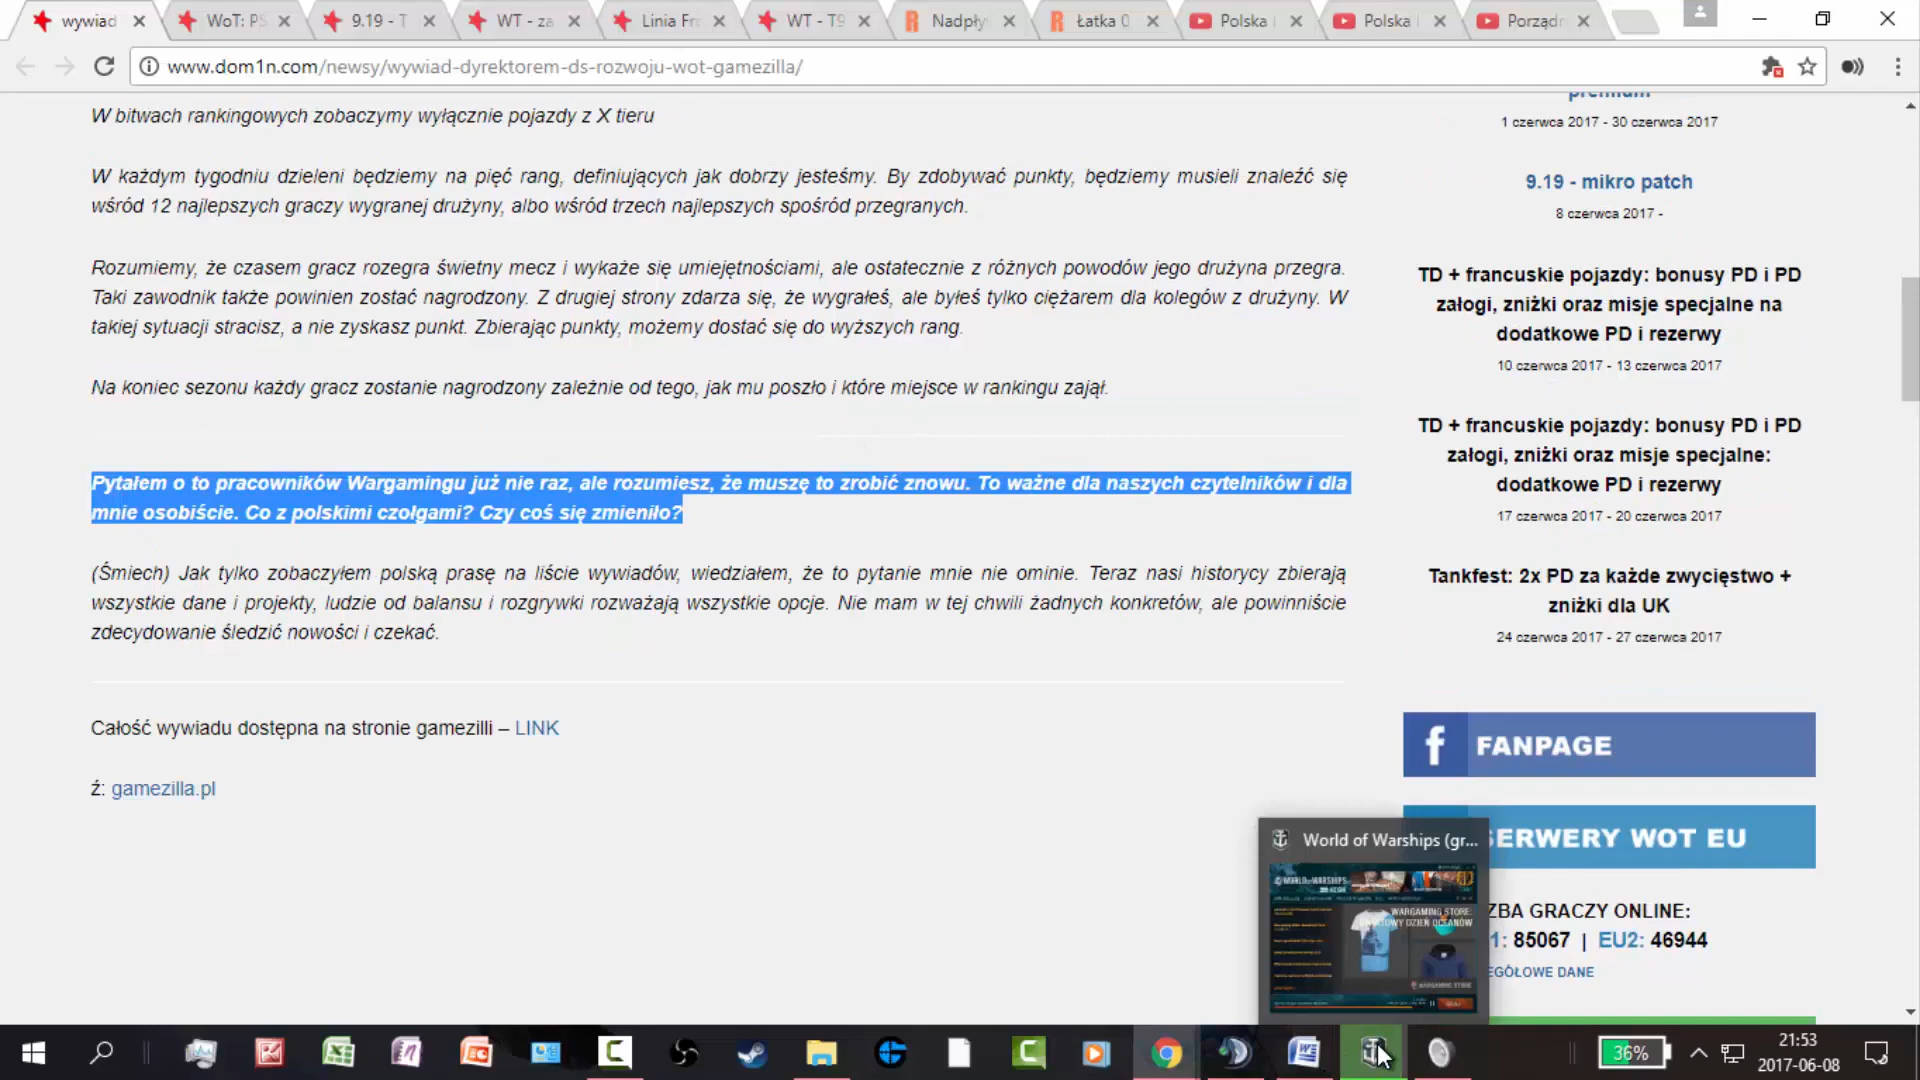 wywiad
WoT: PS
9.19 - T
WT - za
Linia Fr
WT - T9
Nadpły
Łatka 0
Polska
Polska
Porządn
www.dom1n.com/newsy/wywiad-dyrektorem-ds-rozwoju-wot-gamezilla/
W bitwach rankingowych zobaczymy wyłącznie pojazdy z X tieru
W każdym tygodniu dzieleni będziemy na pięć rang, definiujących jak dobrzy jesteśmy. By zdobywać punkty, będziemy musieli znaleźć się
wśród 12 najlepszych graczy wygranej drużyny, albo wśród trzech najlepszych spośród przegranych.
Rozumiemy, że czasem gracz rozegra świetny mecz i wykaże się umiejętnościami, ale ostatecznie z różnych powodów jego drużyna przegra.
Taki zawodnik także powinien zostać nagrodzony. Z drugiej strony zdarza się, że wygrałeś, ale byłeś tylko ciężarem dla kolegów z drużyny. W
takiej sytuacji stracisz, a nie zyskasz punkt. Zbierając punkty, możemy dostać się do wyższych rang.
Na koniec sezonu każdy gracz zostanie nagrodzony zależnie od tego, jak mu poszło i które miejsce w rankingu zajął.
Pytałem o to pracowników Wargamingu już nie raz, ale rozumiesz, że muszę to zrobić znowu. To ważne dla naszych czytelników i dla
mnie osobiście. Co z polskimi czołgami? Czy coś się zmieniło?
(Śmiech) Jak tylko zobaczyłem polską prasę na liście wywiadów, wiedziałem, że to pytanie mnie nie ominie. Teraz nasi historycy zbierają
wszystkie dane i projekty, ludzie od balansu i rozgrywki rozważają wszystkie opcje. Nie mam w tej chwili żadnych konkretów, ale powinniście
zdecydowanie śledzić nowości i czekać.
Całość wywiadu dostępna na stronie gamezilli – LINK
ź: gamezilla.pl
premium
1 czerwca 2017 - 30 czerwca 2017
9.19 - mikro patch
8 czerwca 2017 -
TD + francuskie pojazdy: bonusy PD i PD
załogi, zniżki oraz misje specjalne na
dodatkowe PD i rezerwy
10 czerwca 2017 - 13 czerwca 2017
TD + francuskie pojazdy: bonusy PD i PD
załogi, zniżki oraz misje specjalne:
dodatkowe PD i rezerwy
17 czerwca 2017 - 20 czerwca 2017
Tankfest: 2x PD za każde zwycięstwo +
zniżki dla UK
24 czerwca 2017 - 27 czerwca 2017
FANPAGE
SERWERY WOT EU
ZBA GRACZY ONLINE:
1: 85067 | EU2: 46944
EGÓŁOWE DANE
World of Warships (gr...
WORLD OF WARSHIPS
WARGAMING STORE:
DZIEŃ OCEANÓW
WARGAMING STORE
36%
21:53
2017-06-08